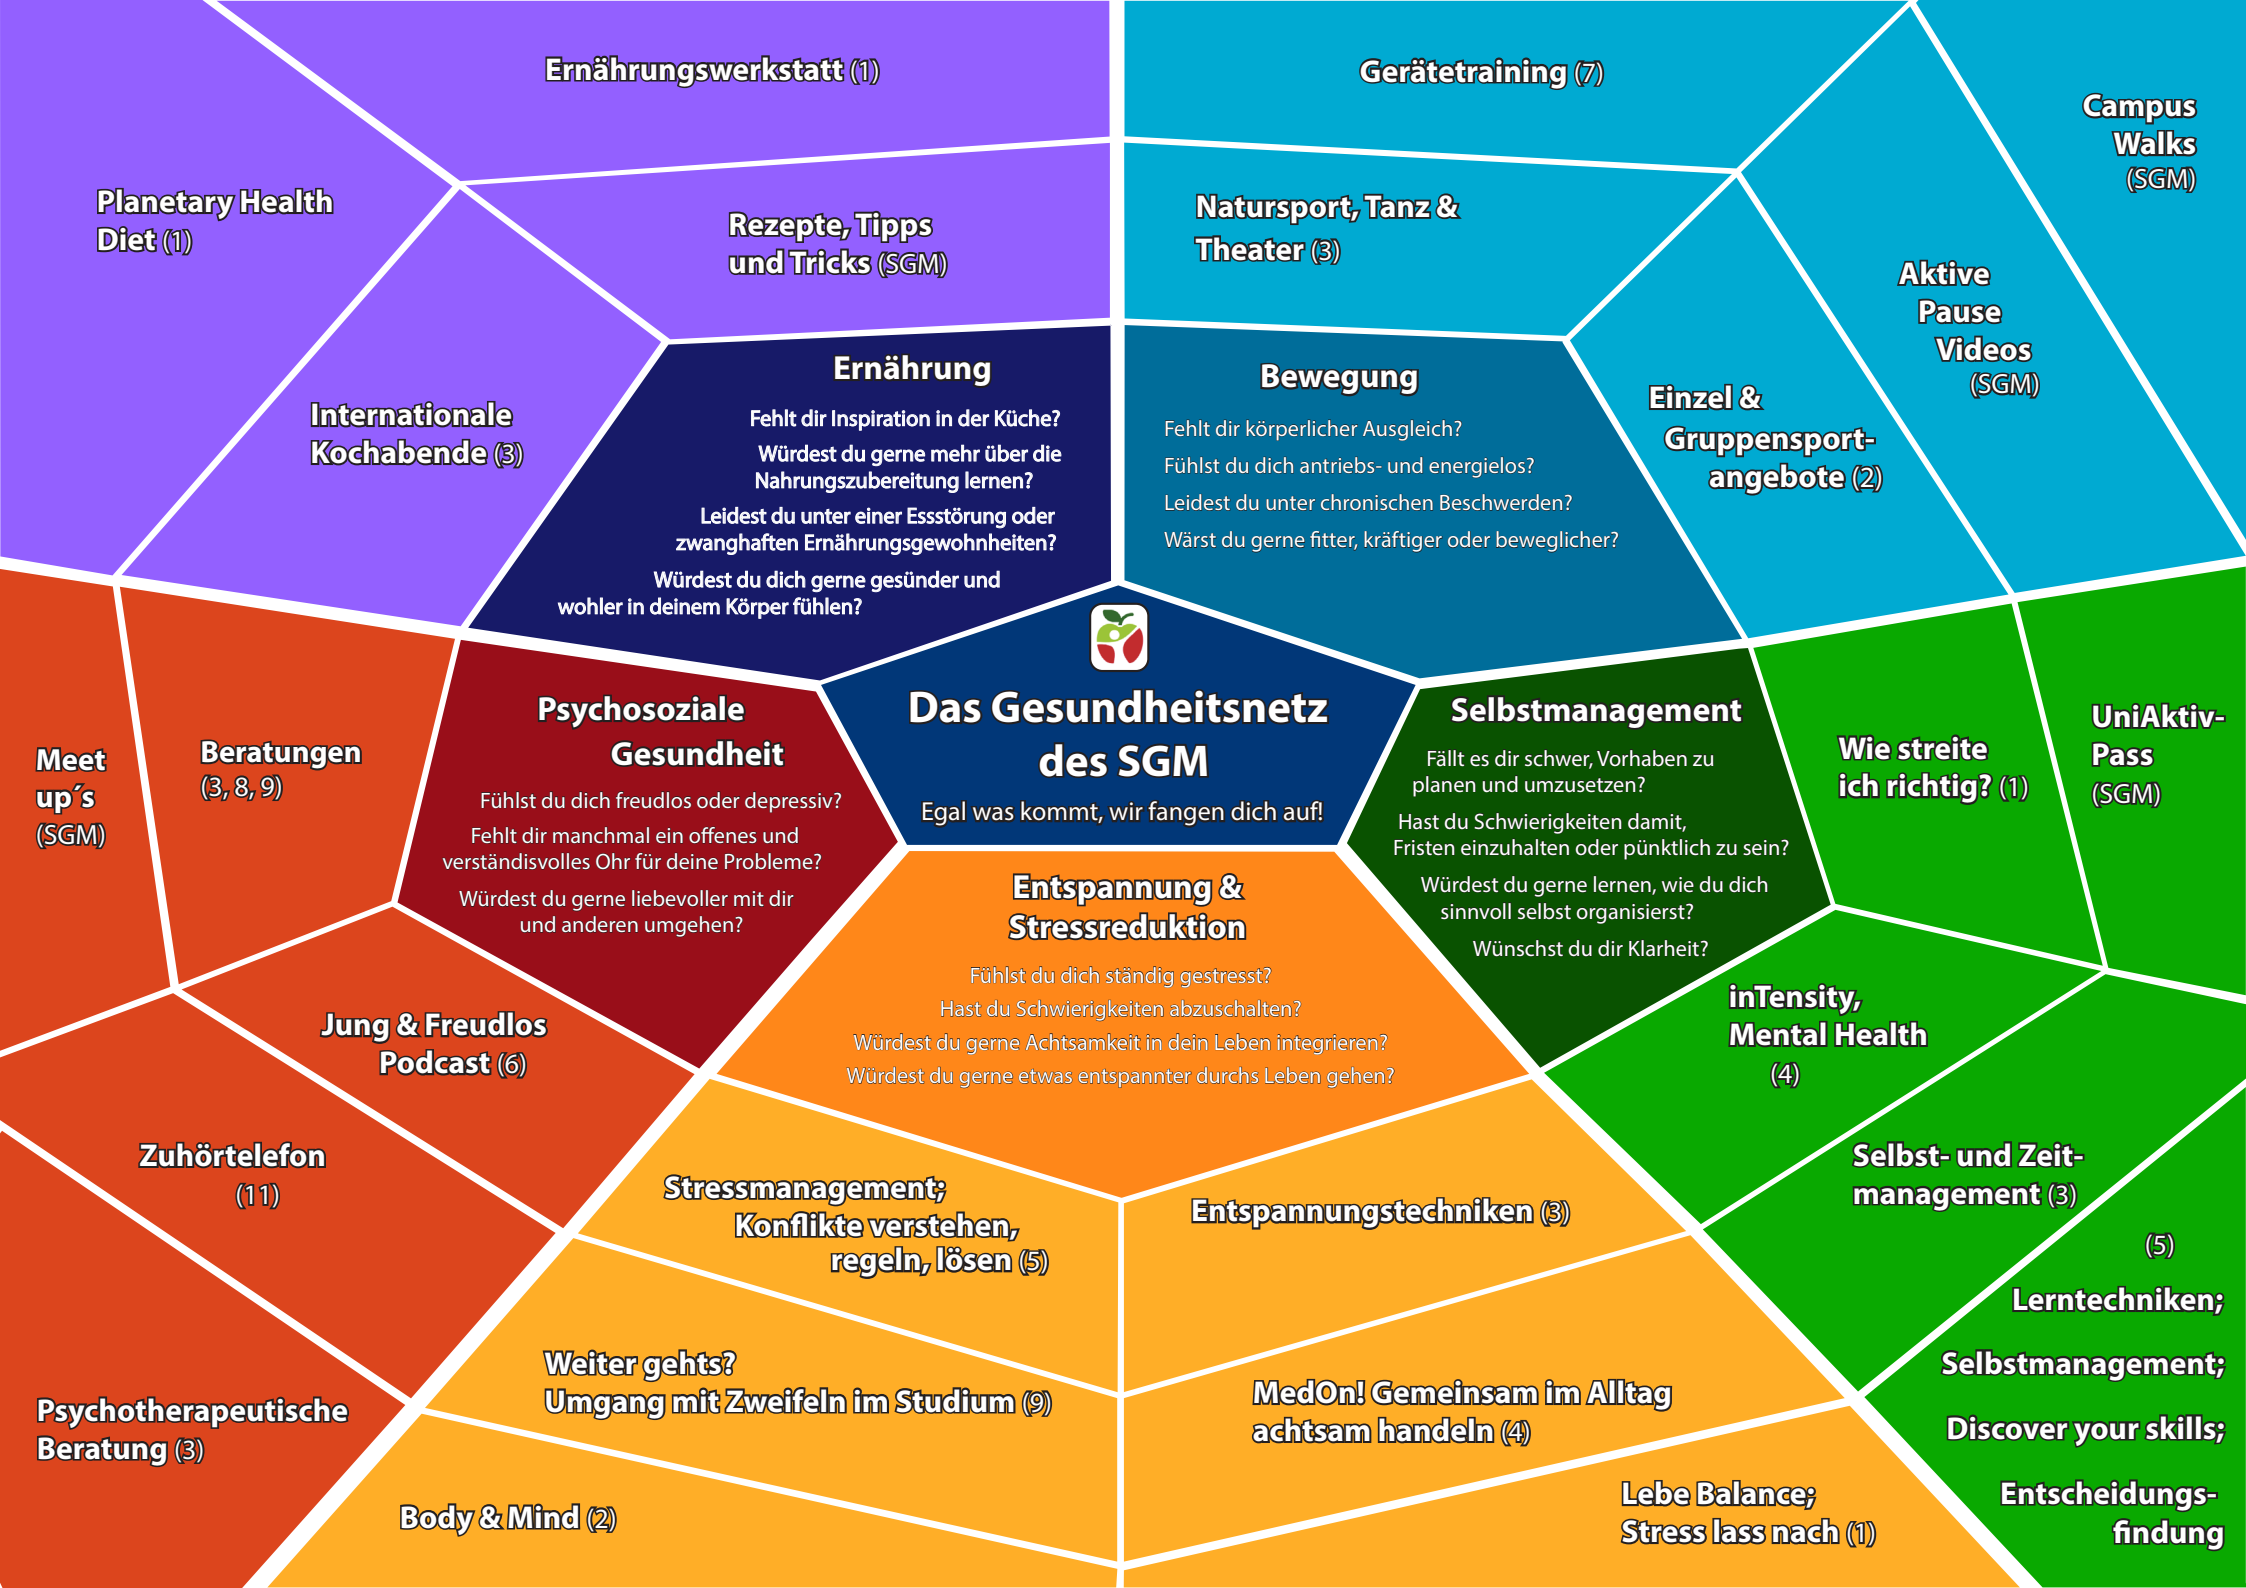 Ernährungswerkstatt (1)
Planetary Health
Diet (1)
Rezepte, Tipps
und Tricks (SGM)
Internationale
Kochabende (3)
Ernährung
Fehlt dir Inspiration in der Küche?
Würdest du gerne mehr über die
Nahrungszubereitung lernen?
Leidest du unter einer Essstörung oder
zwanghaften Ernährungsgewohnheiten?
Würdest du dich gerne gesünder und
wohler in deinem Körper fühlen?
Gerätetraining (7)
Natursport, Tanz &
Theater (3)
Campus
Walks
(SGM)
Aktive
Pause
Videos
(SGM)
Einzel &
Gruppensport-
angebote (2)
Bewegung
Fehlt dir körperlicher Ausgleich?
Fühlst du dich antriebs- und energielos?
Leidest du unter chronischen Beschwerden?
Wärst du gerne fitter, kräftiger oder beweglicher?
Das Gesundheitsnetz
des SGM
Egal was kommt, wir fangen dich auf!
Meet
up´s
(SGM)
Beratungen
(3, 8, 9)
Psychosoziale
Gesundheit
Fühlst du dich freudlos oder depressiv?
Fehlt dir manchmal ein offenes und
verständisvolles Ohr für deine Probleme?
Würdest du gerne liebevoller mit dir
und anderen umgehen?
Jung & Freudlos
Podcast (6)
Zuhörtelefon
(11)
Psychotherapeutische
Beratung (3)
Selbstmanagement
Fällt es dir schwer, Vorhaben zu
planen und umzusetzen?
Hast du Schwierigkeiten damit,
Fristen einzuhalten oder pünktlich zu sein?
Würdest du gerne lernen, wie du dich
sinnvoll selbst organisierst?
Wünschst du dir Klarheit?
Wie streite
ich richtig? (1)
UniAktiv-
Pass
(SGM)
inTensity,
Mental Health
(4)
Selbst- und Zeit-
management (3)
(5)
Lerntechniken;
Selbstmanagement;
Discover your skills;
Entscheidungs-
findung
Entspannung &
Stressreduktion
Fühlst du dich ständig gestresst?
Hast du Schwierigkeiten abzuschalten?
Würdest du gerne Achtsamkeit in dein Leben integrieren?
Würdest du gerne etwas entspannter durchs Leben gehen?
Stressmanagement;
Konflikte verstehen,
regeln, lösen (5)
Entspannungstechniken (3)
Weiter gehts?
Umgang mit Zweifeln im Studium (9)
MedOn! Gemeinsam im Alltag
achtsam handeln (4)
Body & Mind (2)
Lebe Balance;
Stress lass nach (1)